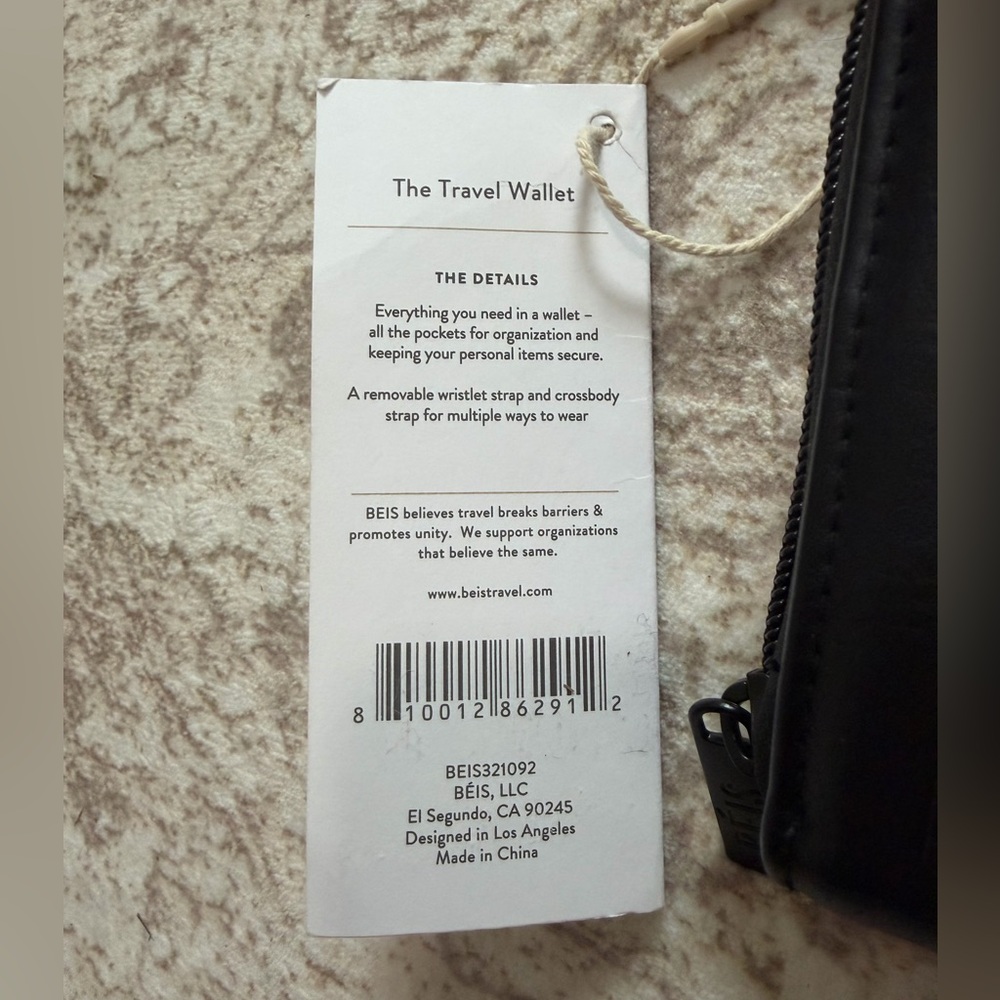 The Travel Wallet
THE DETAILS
Everything you need in a wallet –
all the pockets for organization and
keeping your personal items secure.
A removable wristlet strap and crossbody
strap for multiple ways to wear
BEIS believes travel breaks barriers &
promotes unity. We support organizations
that believe the same.
www.beistravel.com
8 10012 86291 2
BEIS321092
BÉIS, LLC
El Segundo, CA 90245
Designed in Los Angeles
Made in China
BÉIS